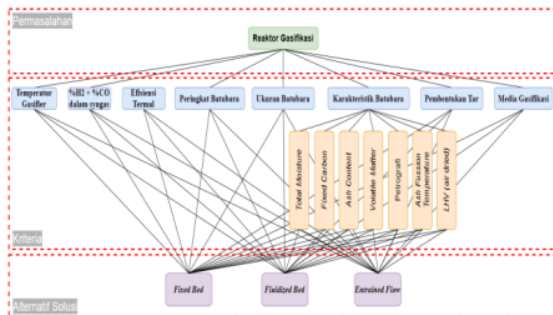 Permasalahan
Reaktor Gasifikasi
Temperatur
Gasifier
%H2 + %CO
dalam syngas
Efisiensi
Termal
Peringkat Batubara
Ukuran Batubara
Karakteristik Batubara
Pembentukan Tar
Media Gasifikasi
Total Moisture
Fixed Carbon
Ash Content
Volatile Matter
Petrografi
Ash Fussion
Temperature
LHV (air dried)
Kriteria
Fixed Bed
Fluidized Bed
Entrained Flow
Alternatif Solusi